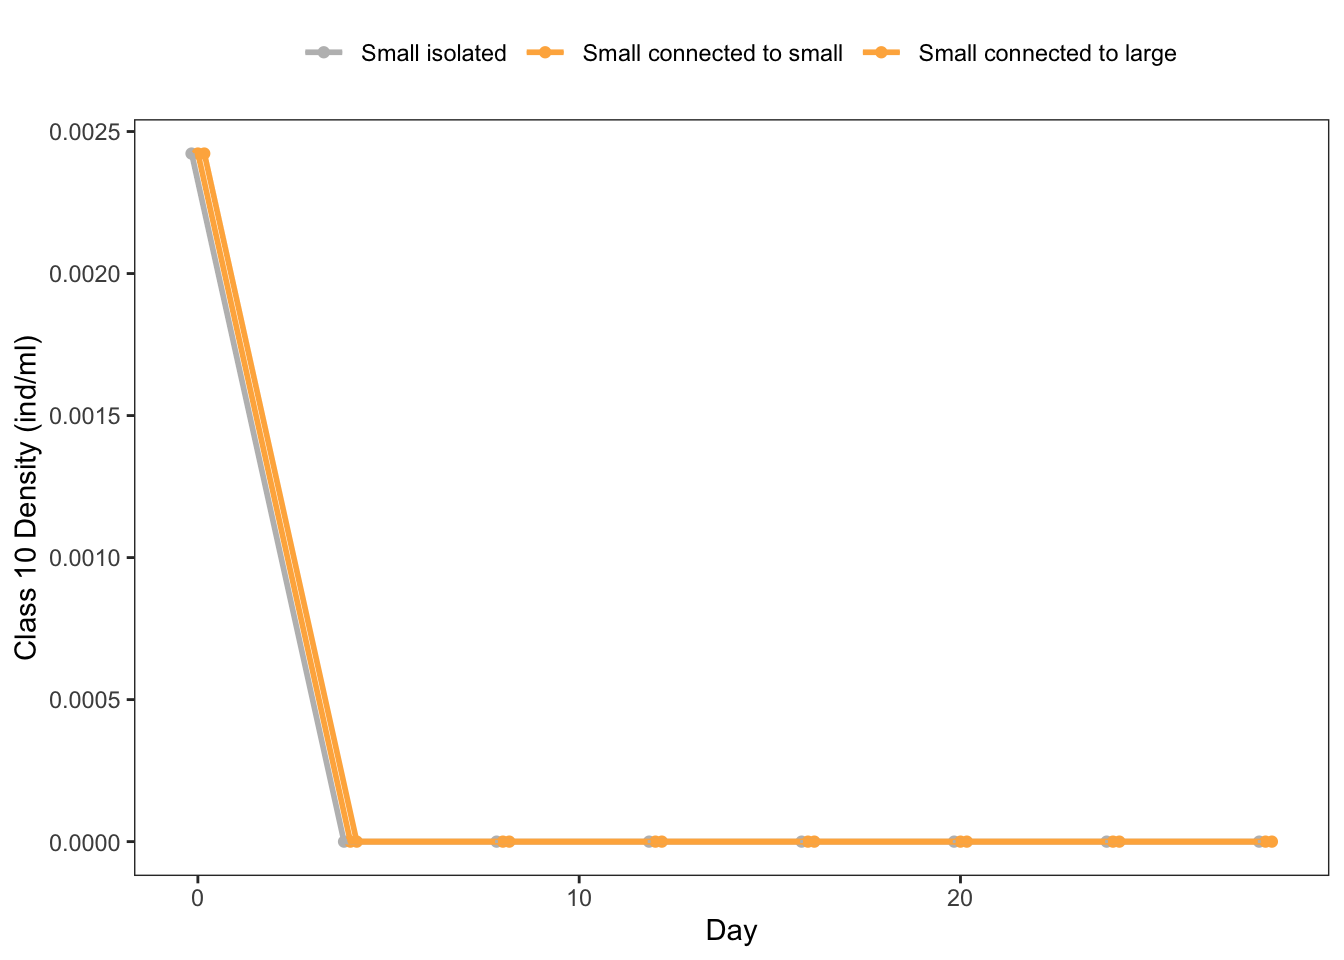 Small isolated Small connected to small Small connected to large
0.0025
0.0020
0.0015
0.0010
0.0005
0.0000
Class 10 Density (ind/ml)
0 10 20
Day